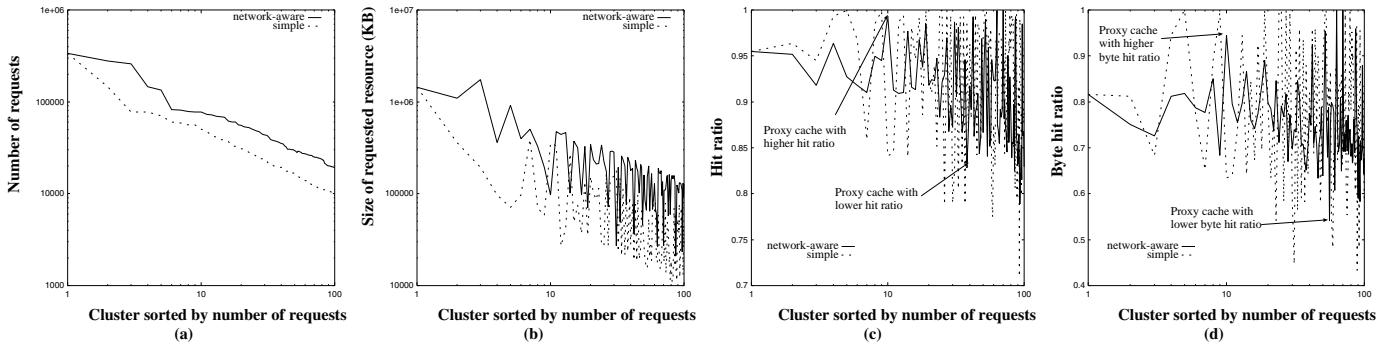 1e+06
100000
10000
1000
1
10
100
Number of requests
network-aware
simple
Cluster sorted by number of requests
(a)
1e+07
1e+06
100000
10000
1
10
100
Size of requested resource (KB)
network-aware
simple
Cluster sorted by number of requests
(b)
1
0.95
0.9
0.85
0.8
0.75
0.7
1
10
100
Hit ratio
Proxy cache with
higher hit ratio
Proxy cache with
lower hit ratio
network-aware
simple
Cluster sorted by number of requests
(c)
1
0.9
0.8
0.7
0.6
0.5
0.4
1
10
100
Byte hit ratio
Proxy cache
with higher
byte hit ratio
Proxy cache with
lower byte hit ratio
network-aware
simple
Cluster sorted by number of requests
(d)